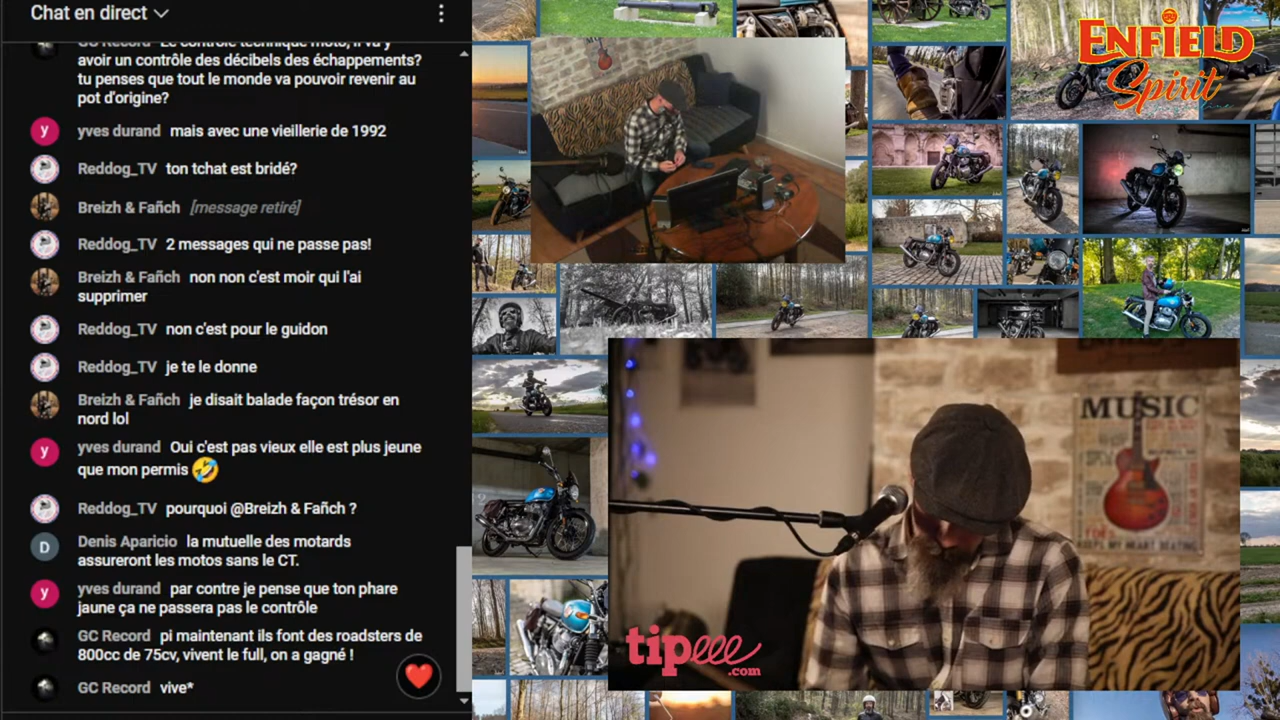 Chat en direct
GC Record Le contrôle technique moto, il va y
avoir un contrôle des décibels des échappements?
tu penses que tout le monde va pouvoir revenir au
pot d'origine?
yves durand mais avec une vieillerie de 1992
Reddog_TV ton tchat est bridé?
Breizh & Fañch [message retiré]
Reddog_TV 2 messages qui ne passe pas!
Breizh & Fañch non non c'est moir qui l'ai
supprimer
Reddog_TV non c'est pour le guidon
Reddog_TV je te le donne
Breizh & Fañch je disait balade façon trésor en
nord lol
yves durand Oui c'est pas vieux elle est plus jeune
que mon permis 🤣
Reddog_TV pourquoi @Breizh & Fañch ?
Denis Aparicio la mutuelle des motards
assureront les motos sans le CT.
yves durand par contre je pense que ton phare
jaune ça ne passera pas le contrôle
GC Record pi maintenant ils font des roadsters de
800cc de 75cv, vivent le full, on a gagné !
GC Record vive*
ENFIELD
Spirit
MUSIC
KEEPS MY HEART BEATING
tipeee
.com